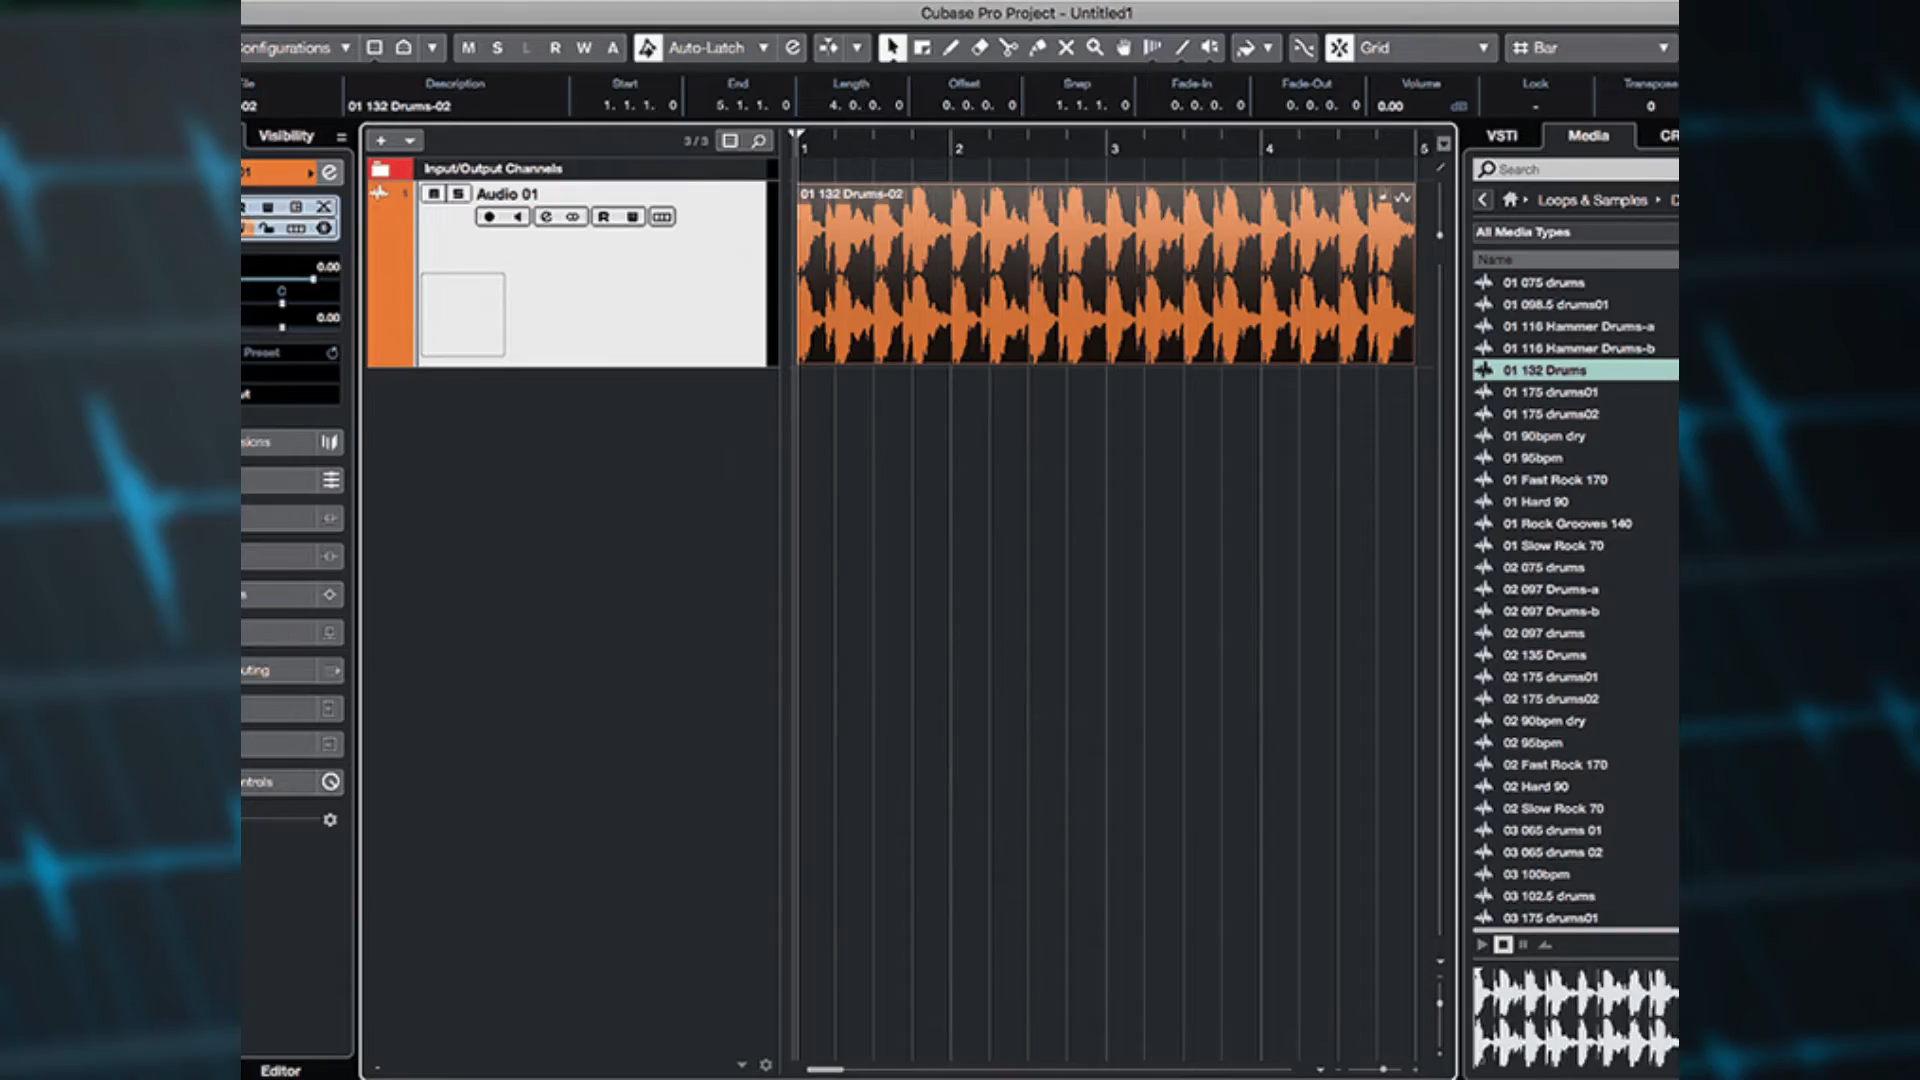 Cubase Pro Project - Untitled1
onfigurations M S L R W A Auto-Latch Grid Bar
File Description Start End Length Offset Snap Fade-In Fade-Out Volume Lock Transpose
02 01 132 Drums-02 1. 1. 1. 0 5. 1. 1. 0 4. 0. 0. 0 0. 0. 0. 0 1. 1. 1. 0 0. 0. 0. 0 0. 0. 0. 0 0.00 dB - 0
Visibility
01
0.00
C
0.00
Preset
sions
s
uting
ntrols
Editor
3/3
Input/Output Channels
1 m S Audio 01
R
1 2 3 4 5
01 132 Drums-02
VSTi Media CR
Search
Loops & Samples D
All Media Types
Name
01 075 drums
01 098.5 drums01
01 116 Hammer Drums-a
01 116 Hammer Drums-b
01 132 Drums
01 175 drums01
01 175 drums02
01 90bpm dry
01 95bpm
01 Fast Rock 170
01 Hard 90
01 Rock Grooves 140
01 Slow Rock 70
02 075 drums
02 097 Drums-a
02 097 Drums-b
02 097 drums
02 135 Drums
02 175 drums01
02 175 drums02
02 90bpm dry
02 95bpm
02 Fast Rock 170
02 Hard 90
02 Slow Rock 70
03 065 drums 01
03 065 drums 02
03 100bpm
03 102.5 drums
03 175 drums01